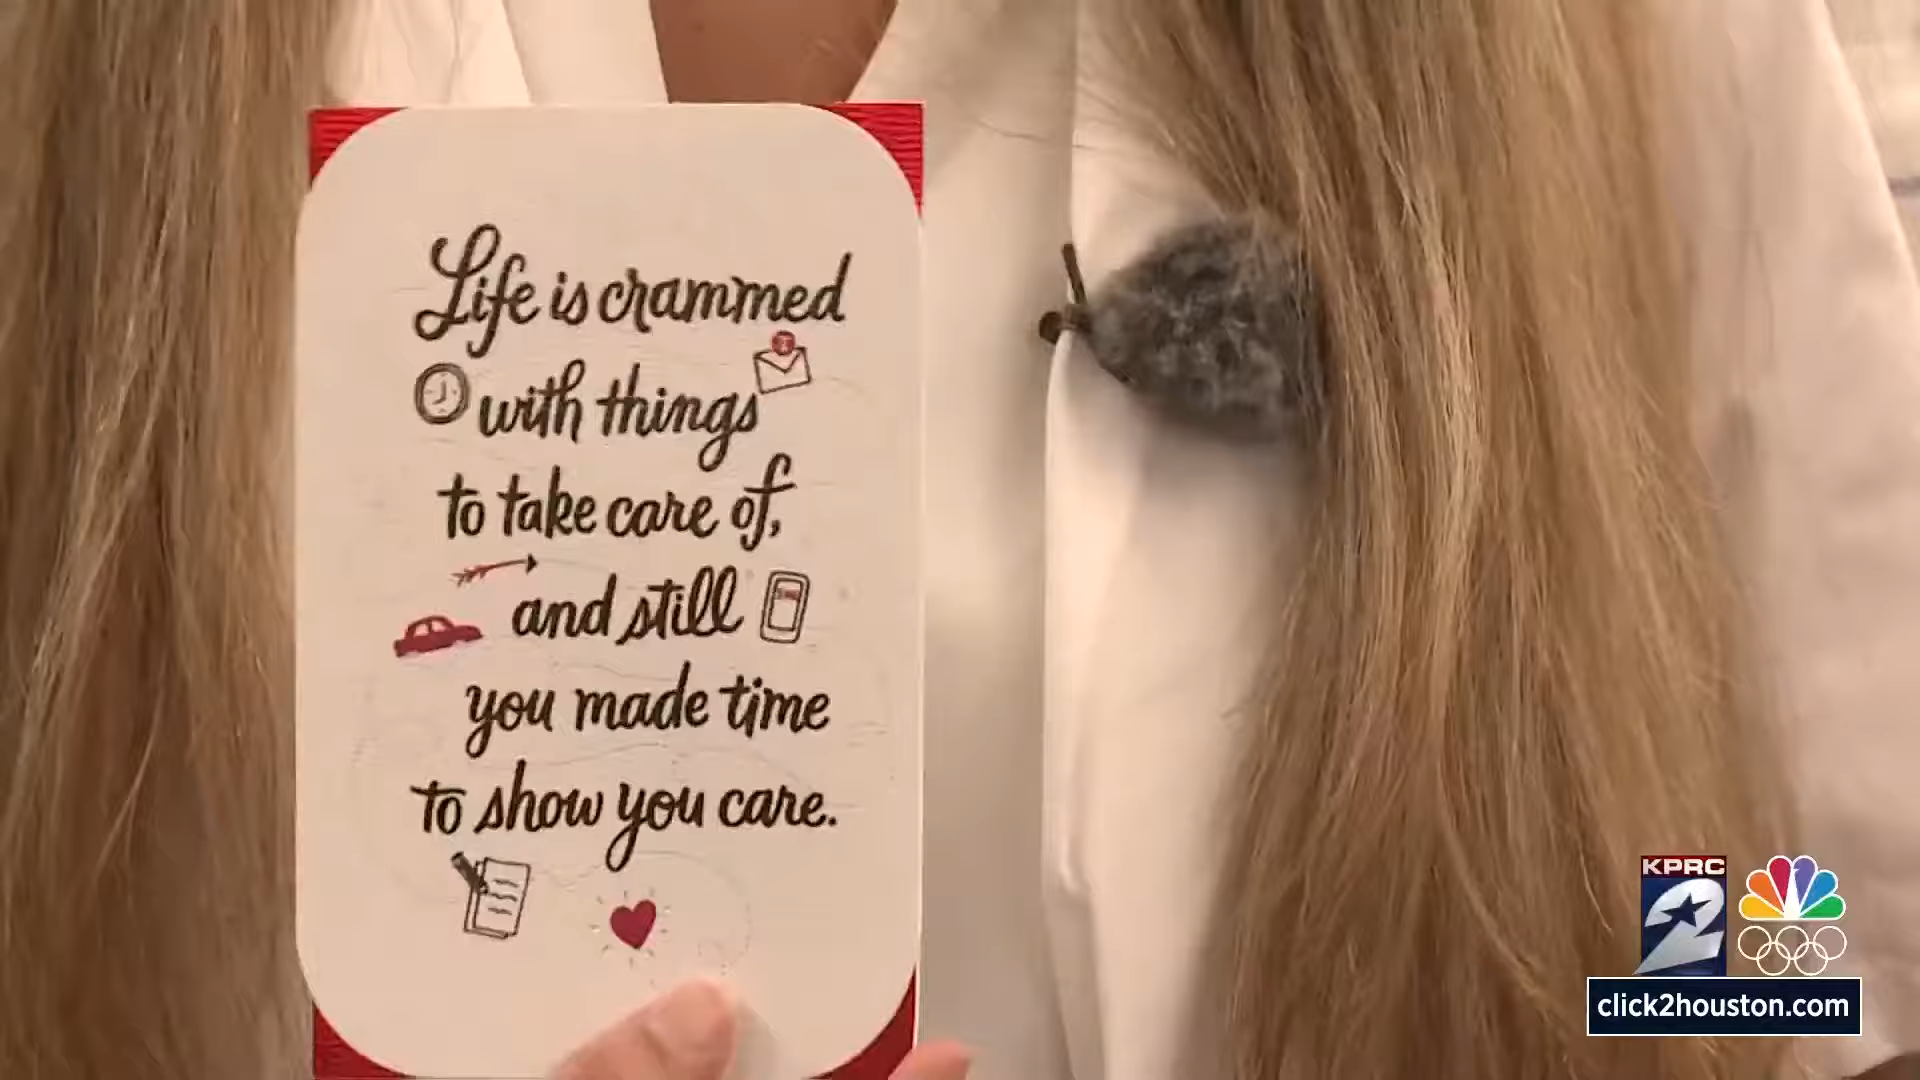 Life is crammed
with things
to take care of,
and still
you made time
to show you care.
KPRC
2
click2houston.com